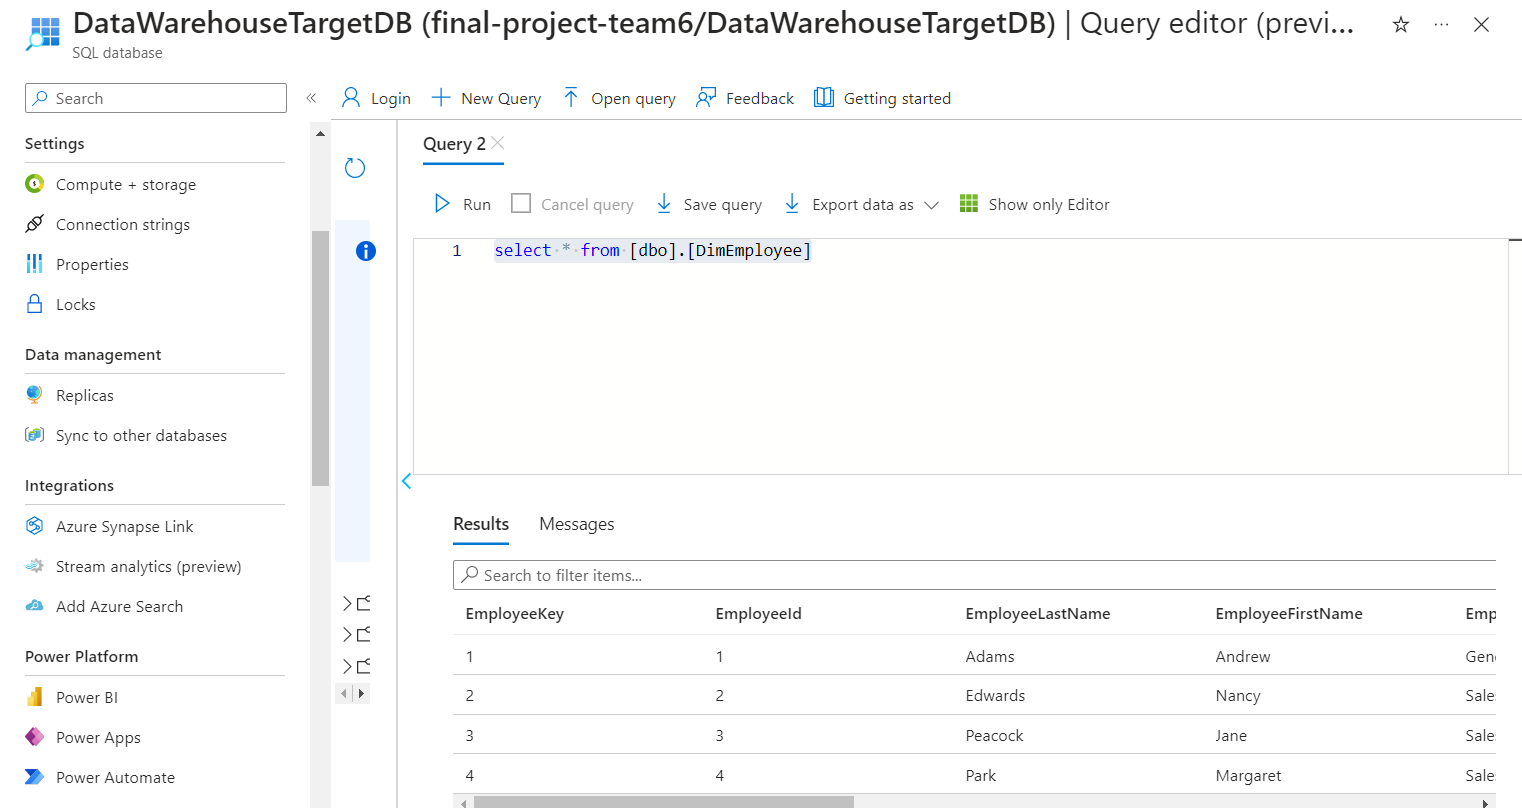 DataWarehouseTargetDB (final-project-team6/DataWarehouseTargetDB) | Query editor (previ...
SQL database
Search
Settings
Compute + storage
Connection strings
Properties
Locks
Data management
Replicas
Sync to other databases
Integrations
Azure Synapse Link
Stream analytics (preview)
Add Azure Search
Power Platform
Power BI
Power Apps
Power Automate
Login New Query Open query Feedback Getting started
Query 2
Run Cancel query Save query Export data as Show only Editor
1 select * from [dbo].[DimEmployee]
Results Messages
Search to filter items...
EmployeeKey EmployeeId EmployeeLastName EmployeeFirstName Emp
1 1 Adams Andrew Gen
2 2 Edwards Nancy Sale
3 3 Peacock Jane Sale
4 4 Park Margaret Sale